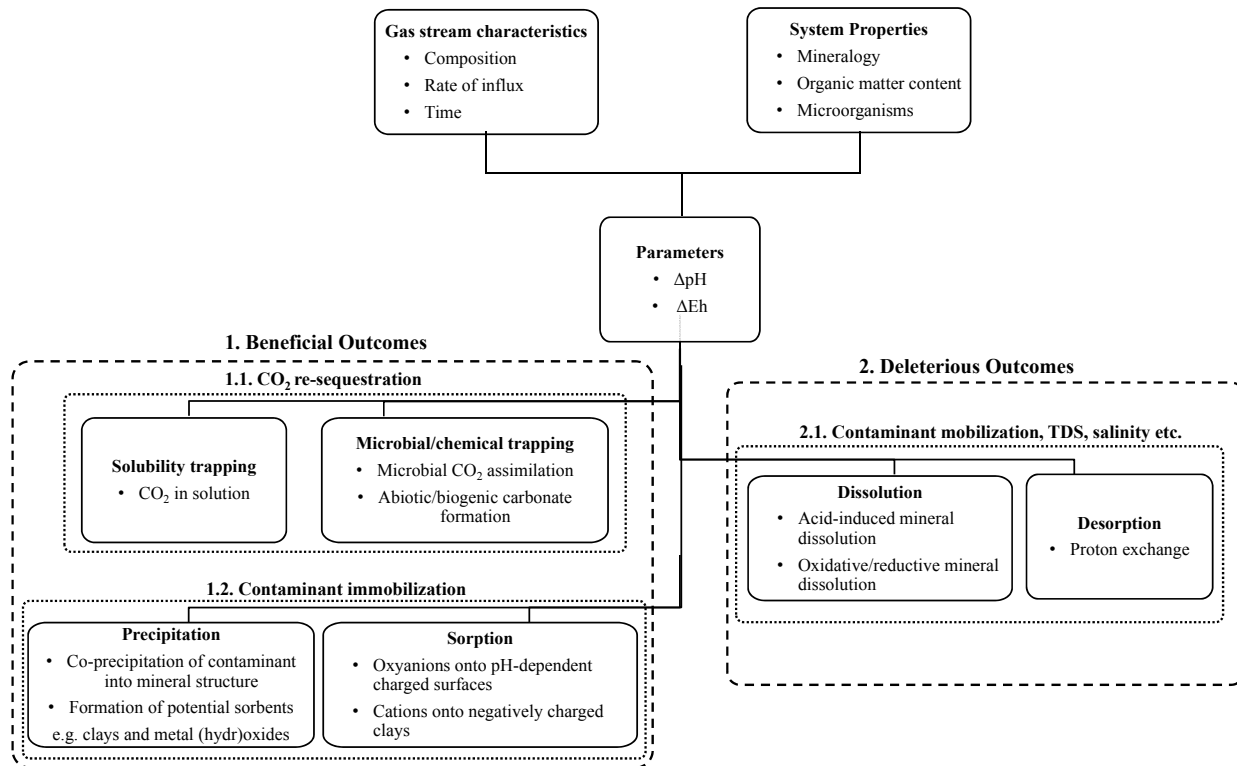 Gas stream characteristics
• Composition
• Rate of influx
• Time
System Properties
• Mineralogy
• Organic matter content
• Microorganisms
Parameters
• ΔpH
• ΔEh
1. Beneficial Outcomes
1.1. CO₂ re-sequestration
Solubility trapping
• CO₂ in solution
Microbial/chemical trapping
• Microbial CO₂ assimilation
• Abiotic/biogenic carbonate
formation
1.2. Contaminant immobilization
Precipitation
• Co-precipitation of contaminant
into mineral structure
• Formation of potential sorbents
e.g. clays and metal (hydr)oxides
Sorption
• Oxyanions onto pH-dependent
charged surfaces
• Cations onto negatively charged
clays
2. Deleterious Outcomes
2.1. Contaminant mobilization, TDS, salinity etc.
Dissolution
• Acid-induced mineral
dissolution
• Oxidative/reductive mineral
dissolution
Desorption
• Proton exchange